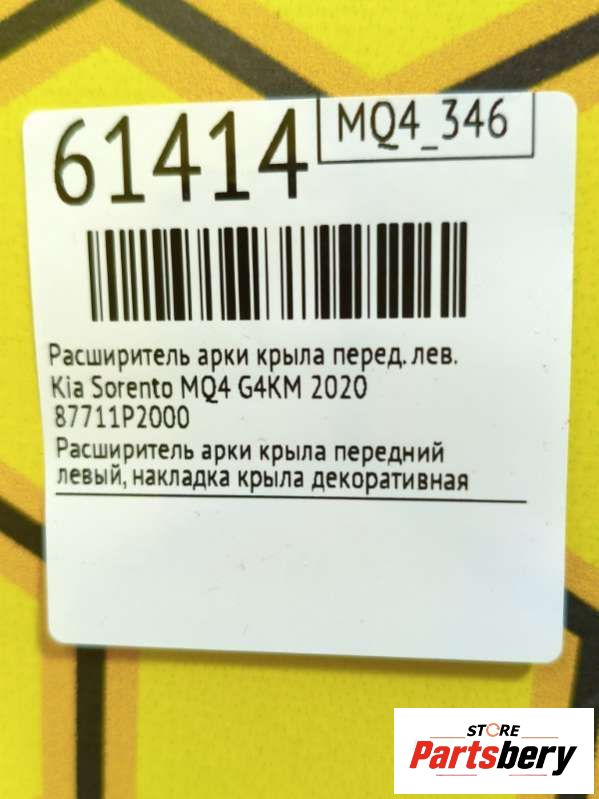 61414
MQ4_346
Расширитель арки крыла перед. лев.
Kia Sorento MQ4 G4KM 2020
87711P2000
Расширитель арки крыла передний
левый, накладка крыла декоративная
STORE
Partsbery